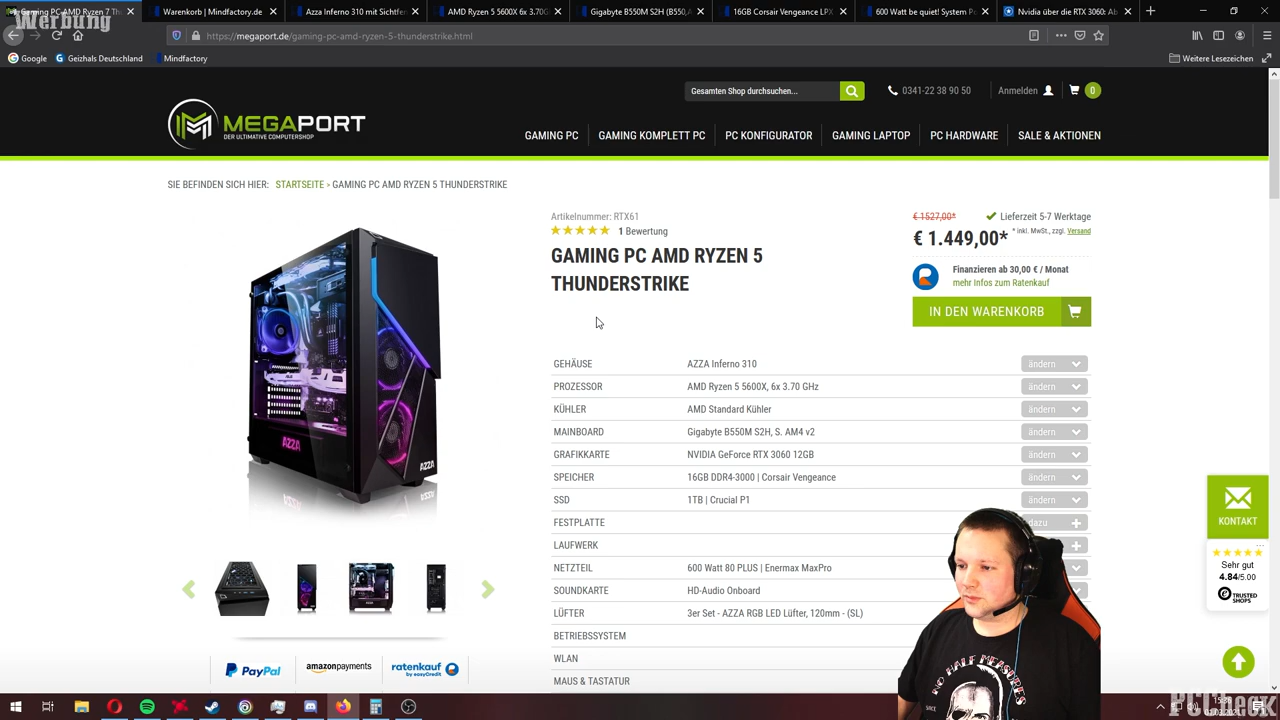 Gaming PC AMD Ryzen 7 Th
Warenkorb | Mindfactory.de
Azza Inferno 310 mit Sichtfen
AMD Ryzen 5 5600X 6x 3.70G
Gigabyte B550M S2H (B550,A
16GB Corsair Vengeance LPX
600 Watt be quiet! System Po
Nvidia über die RTX 3060: Ab
Werbung
https://megaport.de/gaming-pc-amd-ryzen-5-thunderstrike.html
Google
Geizhals Deutschland
Mindfactory
Weitere Lesezeichen
Gesamten Shop durchsuchen...
0341-22 38 90 50
Anmelden
0
MEGAPORT
DER ULTIMATIVE COMPUTERSHOP
GAMING PC
GAMING KOMPLETT PC
PC KONFIGURATOR
GAMING LAPTOP
PC HARDWARE
SALE & AKTIONEN
SIE BEFINDEN SICH HIER: STARTSEITE > GAMING PC AMD RYZEN 5 THUNDERSTRIKE
Artikelnummer: RTX61
1 Bewertung
GAMING PC AMD RYZEN 5
THUNDERSTRIKE
€ 1527,00*
Lieferzeit 5-7 Werktage
€ 1.449,00*
* inkl. MwSt., zzgl. Versand
Finanzieren ab 30,00 € / Monat
mehr Infos zum Ratenkauf
IN DEN WARENKORB
GEHÄUSE AZZA Inferno 310 ändern
PROZESSOR AMD Ryzen 5 5600X, 6x 3.70 GHz ändern
KÜHLER AMD Standard Kühler ändern
MAINBOARD Gigabyte B550M S2H, S. AM4 v2 ändern
GRAFIKKARTE NVIDIA GeForce RTX 3060 12GB ändern
SPEICHER 16GB DDR4-3000 | Corsair Vengeance ändern
SSD 1TB | Crucial P1 ändern
FESTPLATTE dazu
LAUFWERK
NETZTEIL 600 Watt 80 PLUS | Enermax MaxPro
SOUNDKARTE HD-Audio Onboard
LÜFTER 3er Set - AZZA RGB LED Lüfter, 120mm - (SL)
BETRIEBSSYSTEM
WLAN
MAUS & TASTATUR
AZZA
AZZA
PayPal
amazonpayments
ratenkauf
by easyCredit
KONTAKT
Sehr gut
4.84/5.00
TRUSTED
SHOPS
HALF MEASURES
SINCE
PCCheck